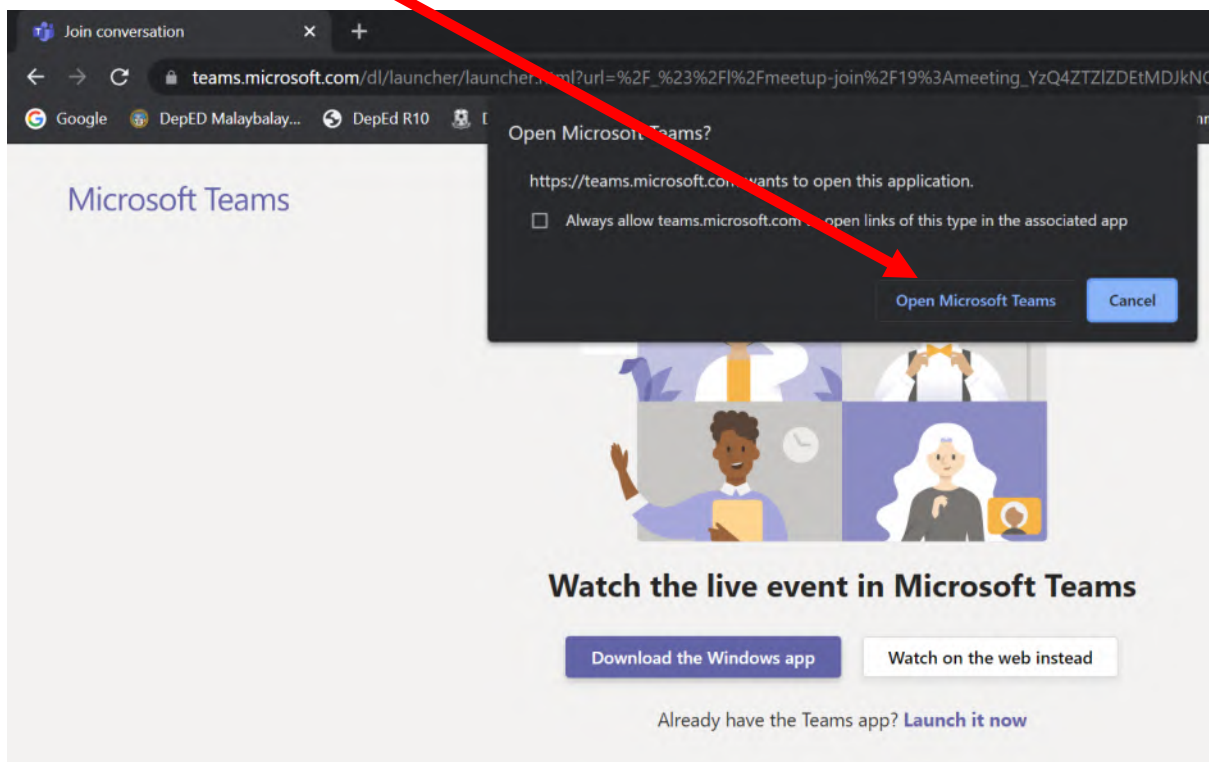 Join conversation
teams.microsoft.com/dl/launcher/launcher.html?url=%2F_%23%2Fl%2Fmeetup-join%2F19%3Ameeting_YzQ4ZTZlZDEtMDJkN
Google DepED Malaybalay... DepEd R10
Open Microsoft Teams?
https://teams.microsoft.com wants to open this application.
Always allow teams.microsoft.com to open links of this type in the associated app
Open Microsoft Teams Cancel
Microsoft Teams
Watch the live event in Microsoft Teams
Download the Windows app Watch on the web instead
Already have the Teams app? Launch it now